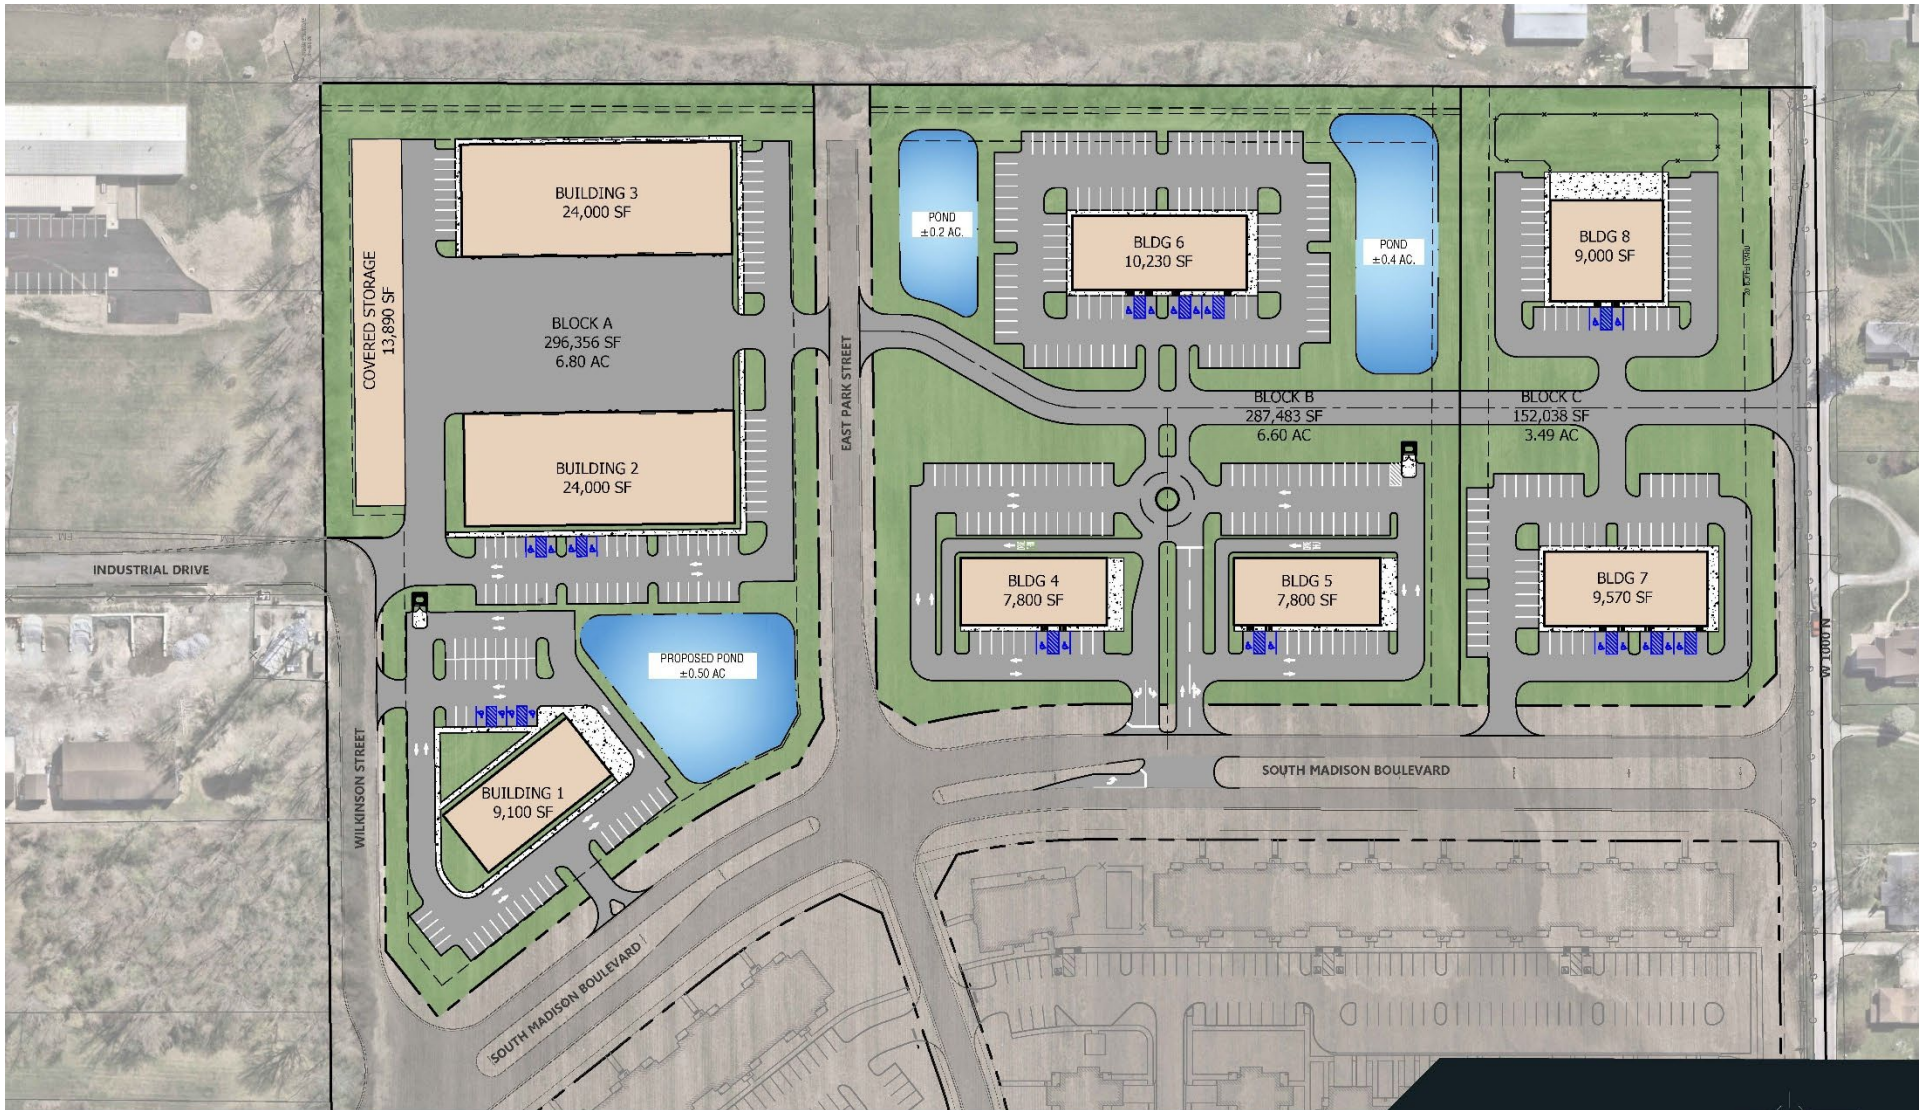 BUILDING 3
24,000 SF
COVERED STORAGE
13,890 SF
BLOCK A
296,356 SF
6.80 AC
BUILDING 2
24,000 SF
INDUSTRIAL DRIVE
WILKINSON STREET
PROPOSED POND
±0.50 AC
BUILDING 1
9,100 SF
SOUTH MADISON BOULEVARD
EAST PARK STREET
POND
±0.2 AC.
BLDG 6
10,230 SF
POND
±0.4 AC.
BLDG 8
9,000 SF
BLOCK B
287,483 SF
6.60 AC
BLOCK C
152,038 SF
3.49 AC
BLDG 4
7,800 SF
BLDG 5
7,800 SF
BLDG 7
9,570 SF
SOUTH MADISON BOULEVARD
W 1000 N